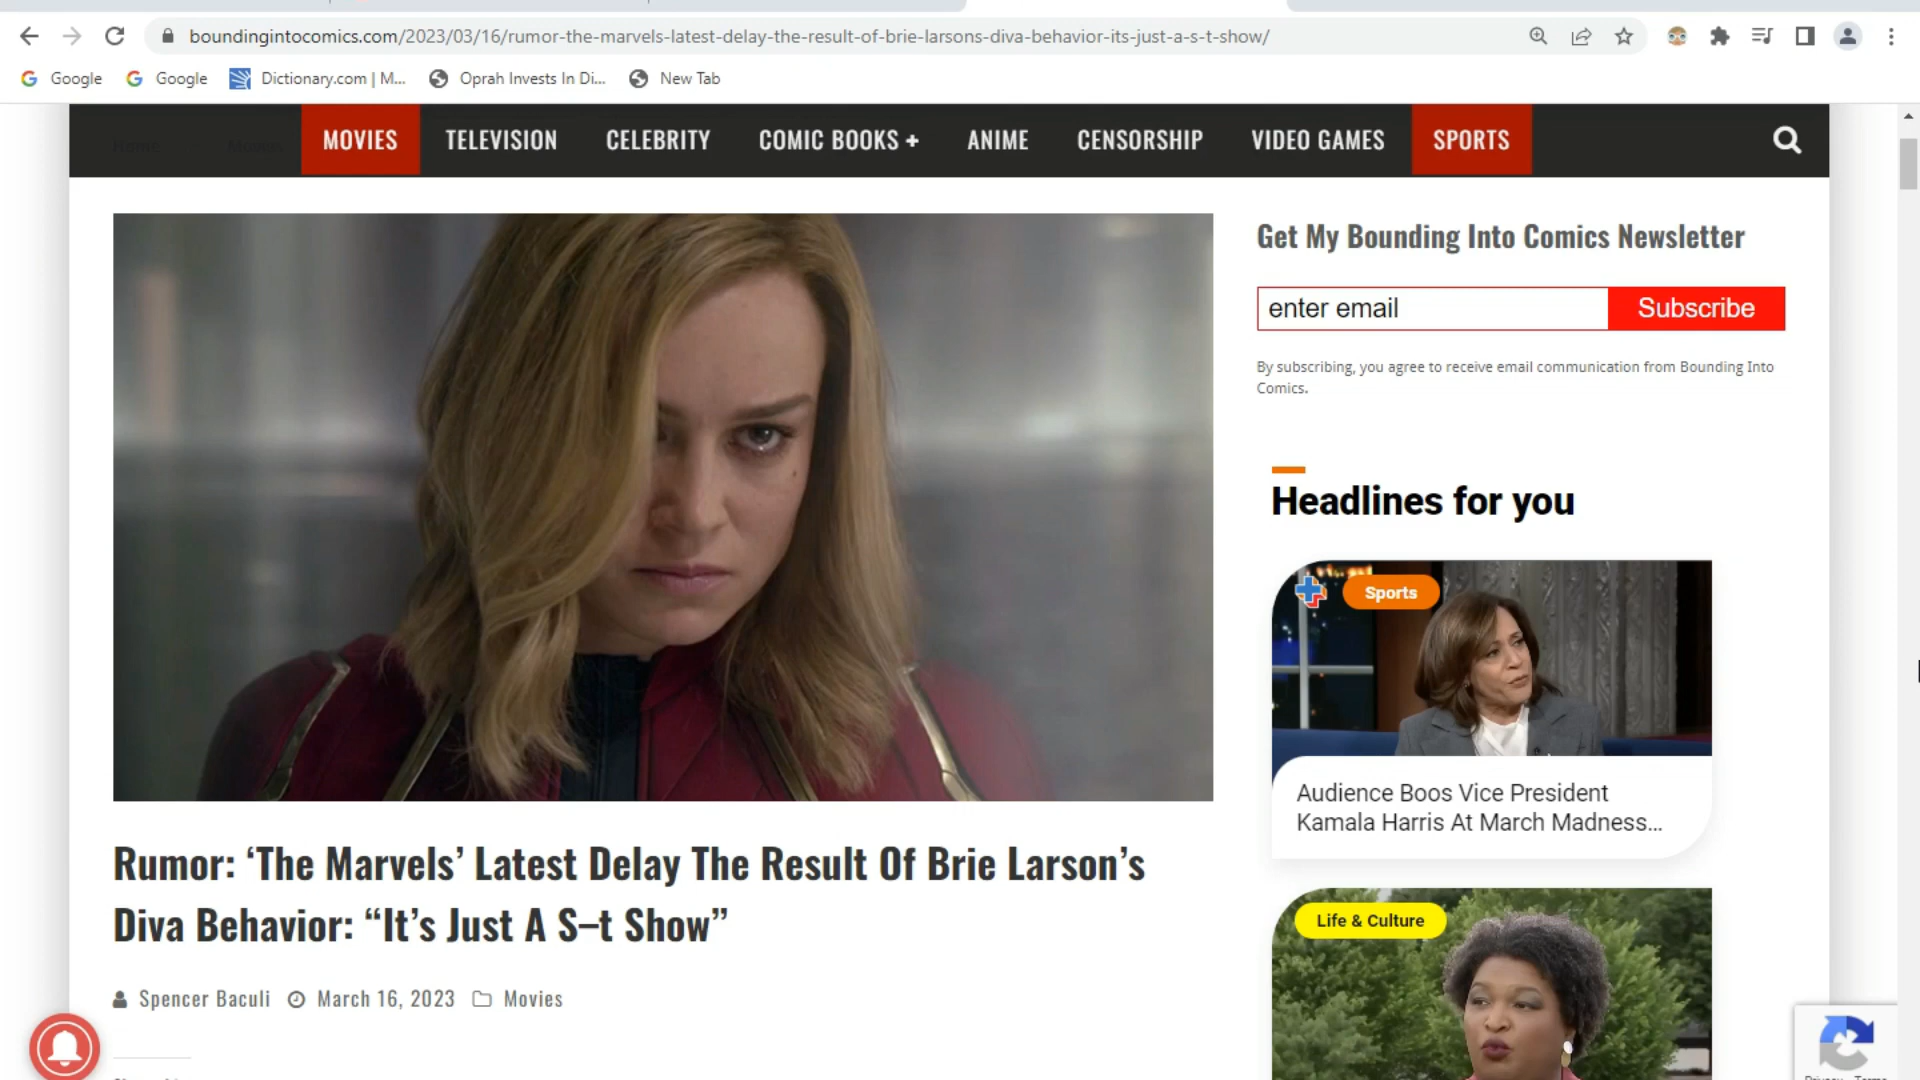 boundingintocomics.com/2023/03/16/rumor-the-marvels-latest-delay-the-result-of-brie-larsons-diva-behavior-its-just-a-s-t-show/
Google
Google
Dictionary.com | M...
Oprah Invests In Di...
New Tab
Home
Movies
MOVIES
TELEVISION
CELEBRITY
COMIC BOOKS +
ANIME
CENSORSHIP
VIDEO GAMES
SPORTS
Rumor: ‘The Marvels’ Latest Delay The Result Of Brie Larson’s
Diva Behavior: “It’s Just A S–t Show”
Spencer Baculi
March 16, 2023
Movies
Get My Bounding Into Comics Newsletter
enter email
Subscribe
By subscribing, you agree to receive email communication from Bounding Into
Comics.
Headlines for you
Sports
Audience Boos Vice President
Kamala Harris At March Madness...
Life & Culture